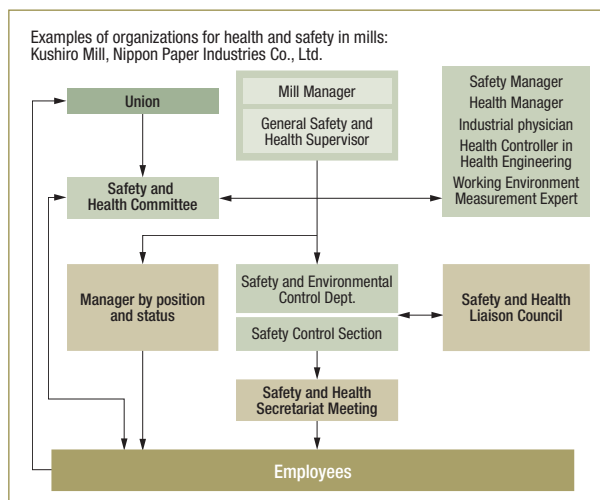 Examples of organizations for health and safety in mills:
Kushiro Mill, Nippon Paper Industries Co., Ltd.
Union
Mill Manager
General Safety and
Health Supervisor
Safety Manager
Health Manager
Industrial physician
Health Controller in
Health Engineering
Working Environment
Measurement Expert
Safety and
Health Committee
Manager by position
and status
Safety and Environmental
Control Dept.
Safety Control Section
Safety and Health
Liaison Council
Safety and Health
Secretariat Meeting
Employees